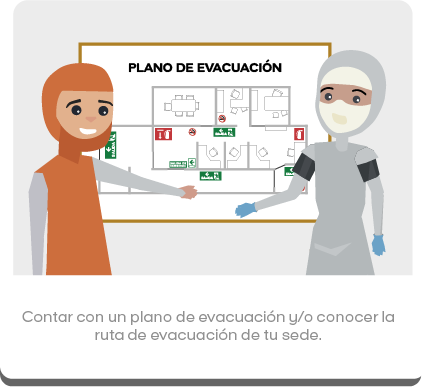 PLANO DE EVACUACIÓN
Contar con un plano de evacuación y/o conocer la
ruta de evacuación de tu sede.